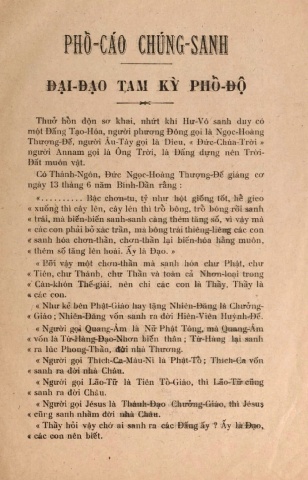 PHỔ-CÁO CHÚNG-SANH
ĐẠI-ĐẠO TAM KỲ PHỔ-ĐỘ
Thuở hỗn độn sơ khai, nhứt khí Hư-Vô sanh duy có
một Đấng Tạo-Hóa, người phương Đông gọi là Ngọc-Hoàng
Thượng-Đế, người Âu-Tây gọi là Dieu, « Đức-Chúa-Trời »
người Annam gọi là Ông Trời, là Đấng dựng nên Trời-
Đất muôn vật.
Có Thánh-Ngôn, Đức Ngọc-Hoàng Thượng-Đế giáng cơ
ngày 13 tháng 6 năm Bính-Dần rằng:
« .......... Bậc chơn-tu, tỷ như hột giống tốt, hễ gieo
« xuống thì cây lên, cây lên thì trổ bông, trổ bông rồi sanh
« trái, mà biến-biến sanh-sanh càng thêm tăng số, vì vậy mà
« các con phải bỏ xác trần, mà bông trái thiêng-liêng các con
« sanh hóa chơn-thần, chơn-thần lại biến-hóa hằng muôn,
« thêm số tăng lên hoài. Ấy là Đạo. »
« Bởi vậy một chơn-thần mà sanh hóa chư Phật, chư
« Tiên, chư Thánh, chư Thần và toàn cả Nhơn-loại trong
« Càn-khôn Thế-giái, nên chi các con là Thầy, Thầy là
« các con.
« Như kẻ bên Phật-Giáo hay tặng Nhiên-Đăng là Chưởng-
« Giáo; Nhiên-Đăng vốn sanh ra đời Hiên-Viên Huỳnh-Đế.
« Người gọi Quang-Âm là Nữ Phật Tông, mà Quang-Âm
« vốn là Từ-Hàng Đạo-Nhơn biến thân; Từ-Hàng lại sanh
« ra lúc Phong-Thần, đời nhà Thương.
« Người gọi Thích-Ca-Mâu-Ni là Phật-Tổ; Thích-Ca vốn
« sanh ra đời nhà Châu.
« Người gọi Lão-Tử là Tiên Tổ-Giáo, thì Lão-Tử cũng
« sanh ra đời Châu.
« Người gọi Jésus là Thánh-Đạo Chưởng-Giáo, thì Jésus
« cũng sanh nhằm đời nhà Châu.
« Thầy hỏi vậy chớ ai sanh ra các Đấng ấy? Ấy là Đạo,
« các con nên biết.